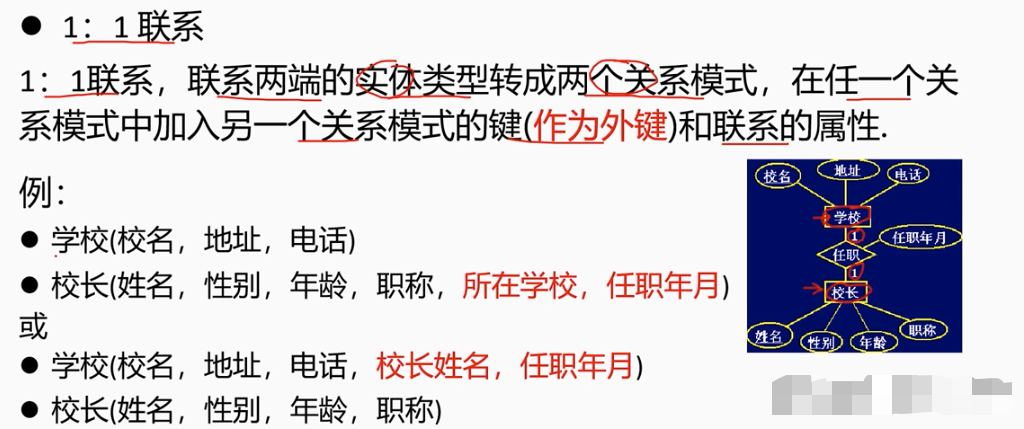 ● 1：1 联系
1：1联系，联系两端的实体类型转成两个关系模式，在任一个关
系模式中加入另一个关系模式的键(作为外键)和联系的属性.
例：
● 学校(校名，地址，电话)
● 校长(姓名，性别，年龄，职称，所在学校，任职年月)
或
● 学校(校名，地址，电话，校长姓名，任职年月)
● 校长(姓名，性别，年龄，职称)
校名 地址 电话
学校
1
任职年月
任职
1
校长
姓名 性别 年龄 职称